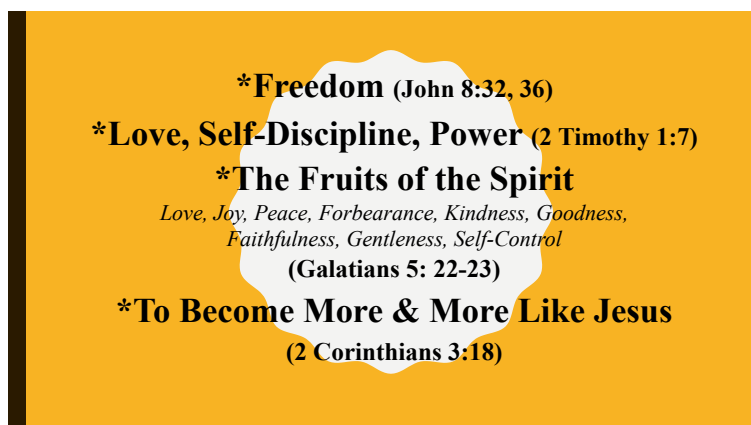 *Freedom (John 8:32, 36)
*Love, Self-Discipline, Power (2 Timothy 1:7)
*The Fruits of the Spirit
Love, Joy, Peace, Forbearance, Kindness, Goodness,
Faithfulness, Gentleness, Self-Control
(Galatians 5: 22-23)
*To Become More & More Like Jesus
(2 Corinthians 3:18)